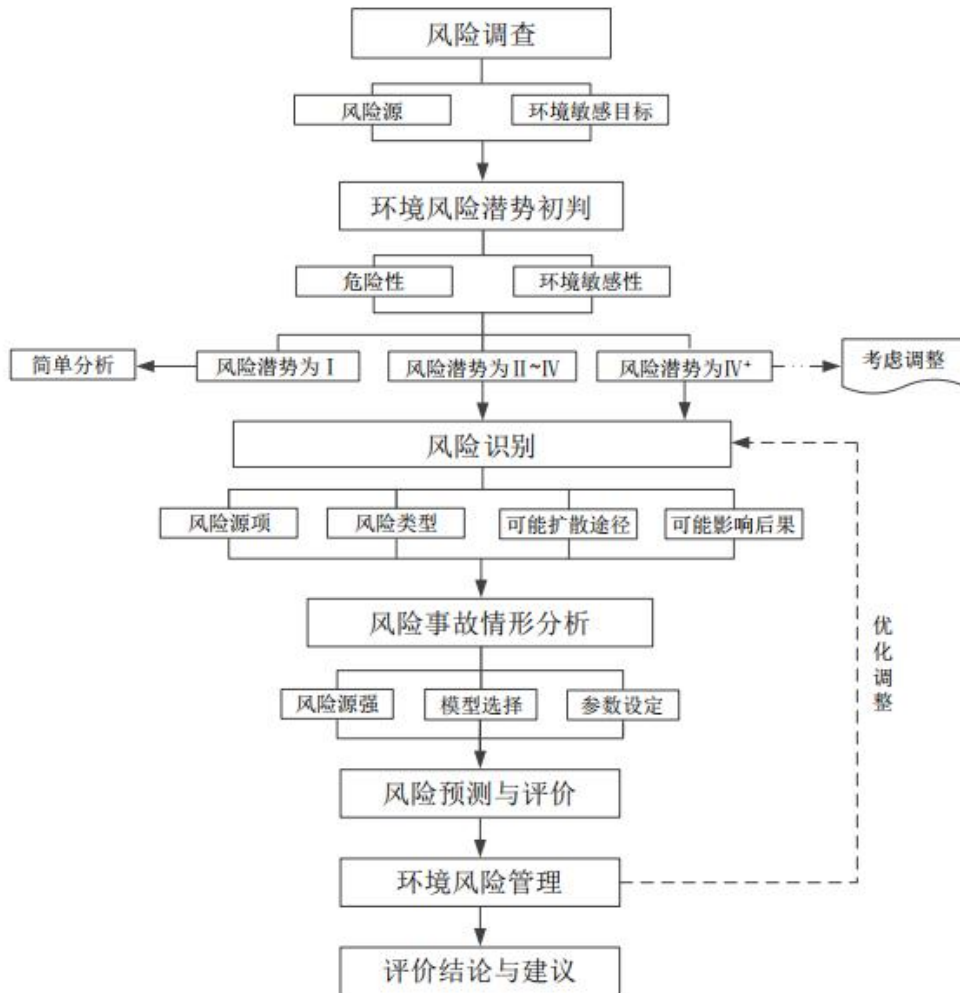 风险调查
风险源
环境敏感目标
环境风险潜势初判
危险性
环境敏感性
简单分析
风险潜势为Ⅰ
风险潜势为Ⅱ~Ⅳ
风险潜势为Ⅳ⁺
考虑调整
风险识别
风险源项
风险类型
可能扩散途径
可能影响后果
风险事故情形分析
风险源强
模型选择
参数设定
优化调整
风险预测与评价
环境风险管理
评价结论与建议